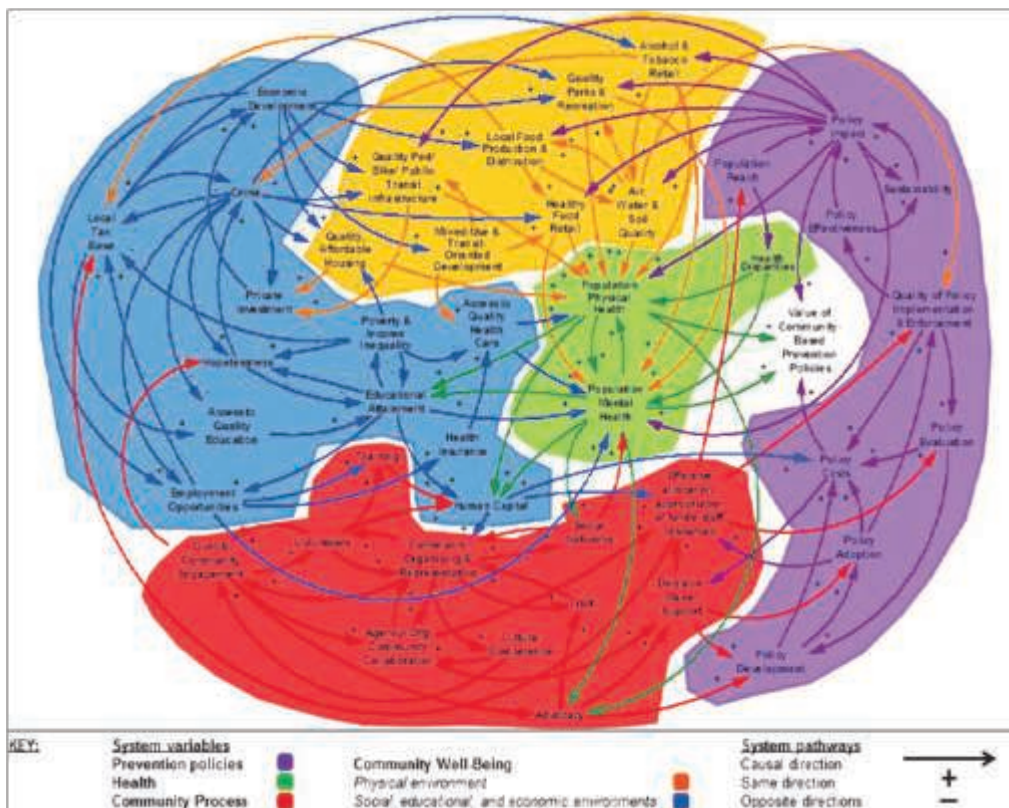 Alcohol &
Tobacco
Retail
Economic
Development
Quality
Parks &
Recreation
Policy
Impact
Local Food
Production &
Distribution
Quality Ped/
Bike/ Public
Transit
Infrastructure
Population
Reach
Crime
Sustainability
Local
Tax
Base
Healthy
Food
Retail
Air,
Water &
Soil
Quality
Policy
Effectiveness
Quality
Affordable
Housing
Mixed Use &
Transit-
Oriented
Development
Health
Disparities
Population
Physical
Health
Private
Investment
Access to
Quality
Health
Care
Quality of Policy
Implementation
& Enforcement
Value of
Community
Based
Prevention
Policies
Poverty &
Income
Inequality
Hopelessness
Educational
Attainment
Population
Mental
Health
Access to
Quality
Education
Health
Insurance
Policy
Evaluation
Policy
Costs
Training
Employment
Opportunities
Human Capital
Policy
Adoption
Community
Engagement
Volunteers
Community
Organizing &
Representation
Social
of funds, staff,
Decision
Maker
Support
Trust
Agency/Org
Community
Collaboration
Policy
Development
Advocacy
KEY:
System variables
Prevention policies
Health
Community Process
Community Well-Being
Physical environment
Social, educational, and economic environments
System pathways
Causal direction
Same direction +
Opposite directions −